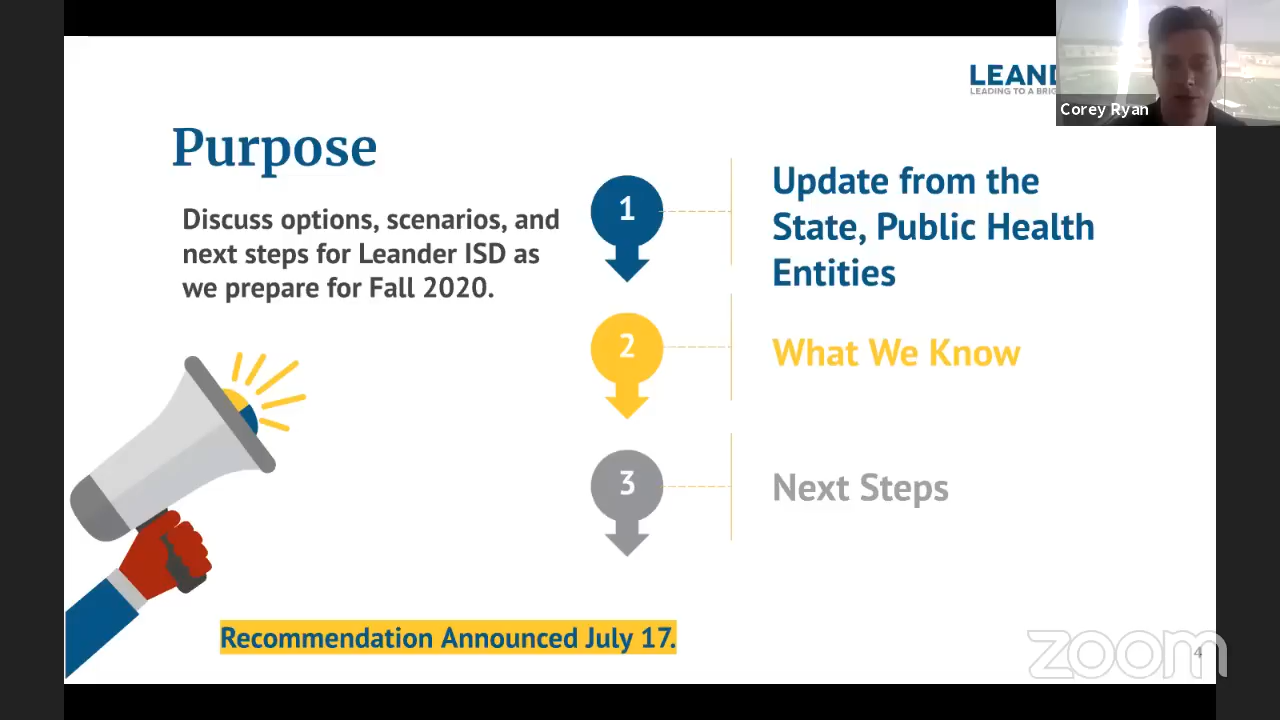 LEAND
LEADING TO A BRIG
Corey Ryan
Purpose
Discuss options, scenarios, and
next steps for Leander ISD as
we prepare for Fall 2020.
1
Update from the
State, Public Health
Entities
2
What We Know
3
Next Steps
Recommendation Announced July 17.
zoom
4